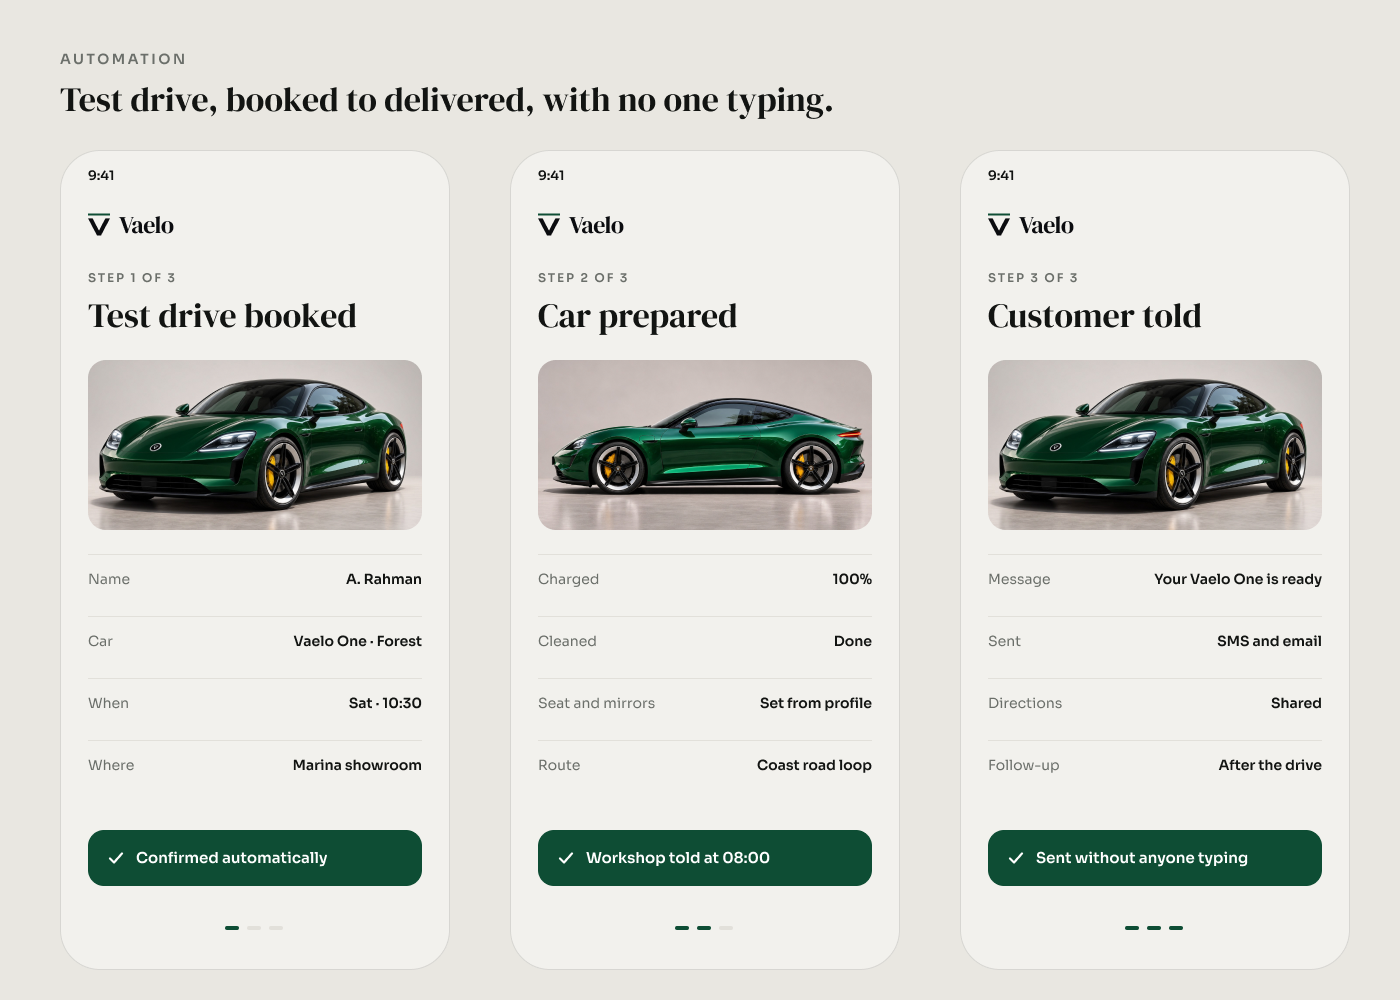 AUTOMATION
Test drive, booked to delivered, with no one typing.
9:41
Vaelo
STEP 1 OF 3
Test drive booked
Name A. Rahman
Car Vaelo One · Forest
When Sat · 10:30
Where Marina showroom
Confirmed automatically
9:41
Vaelo
STEP 2 OF 3
Car prepared
Charged 100%
Cleaned Done
Seat and mirrors Set from profile
Route Coast road loop
Workshop told at 08:00
9:41
Vaelo
STEP 3 OF 3
Customer told
Message Your Vaelo One is ready
Sent SMS and email
Directions Shared
Follow-up After the drive
Sent without anyone typing